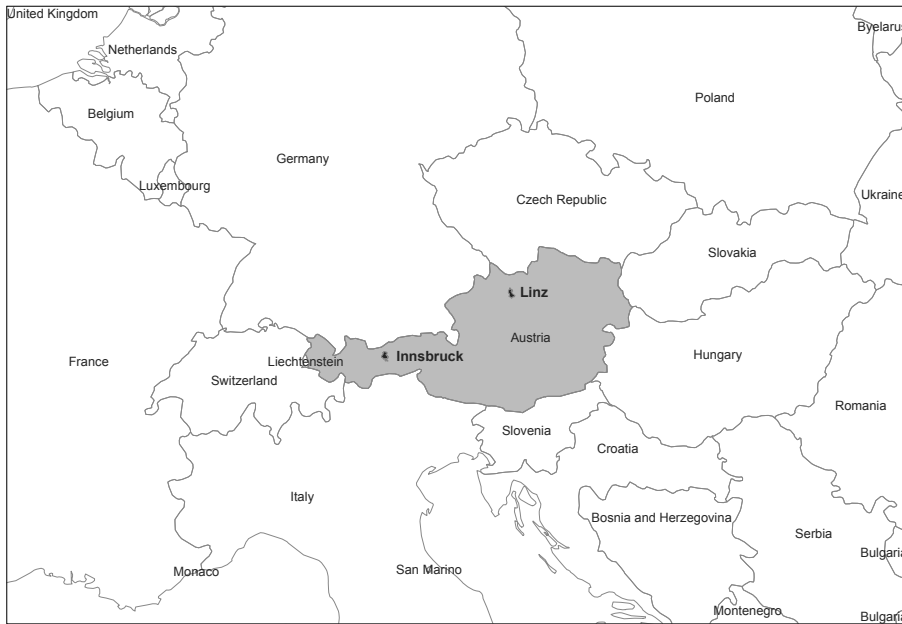 United Kingdom
Byelarus
Netherlands
Poland
Belgium
Germany
Luxembourg
Ukraine
Czech Republic
Slovakia
Linz
Austria
Innsbruck
Hungary
France
Liechtenstein
Switzerland
Romania
Slovenia
Croatia
Italy
Bosnia and Herzegovina
Serbia
Bulgaria
Monaco
San Marino
Montenegro
Bulgaria